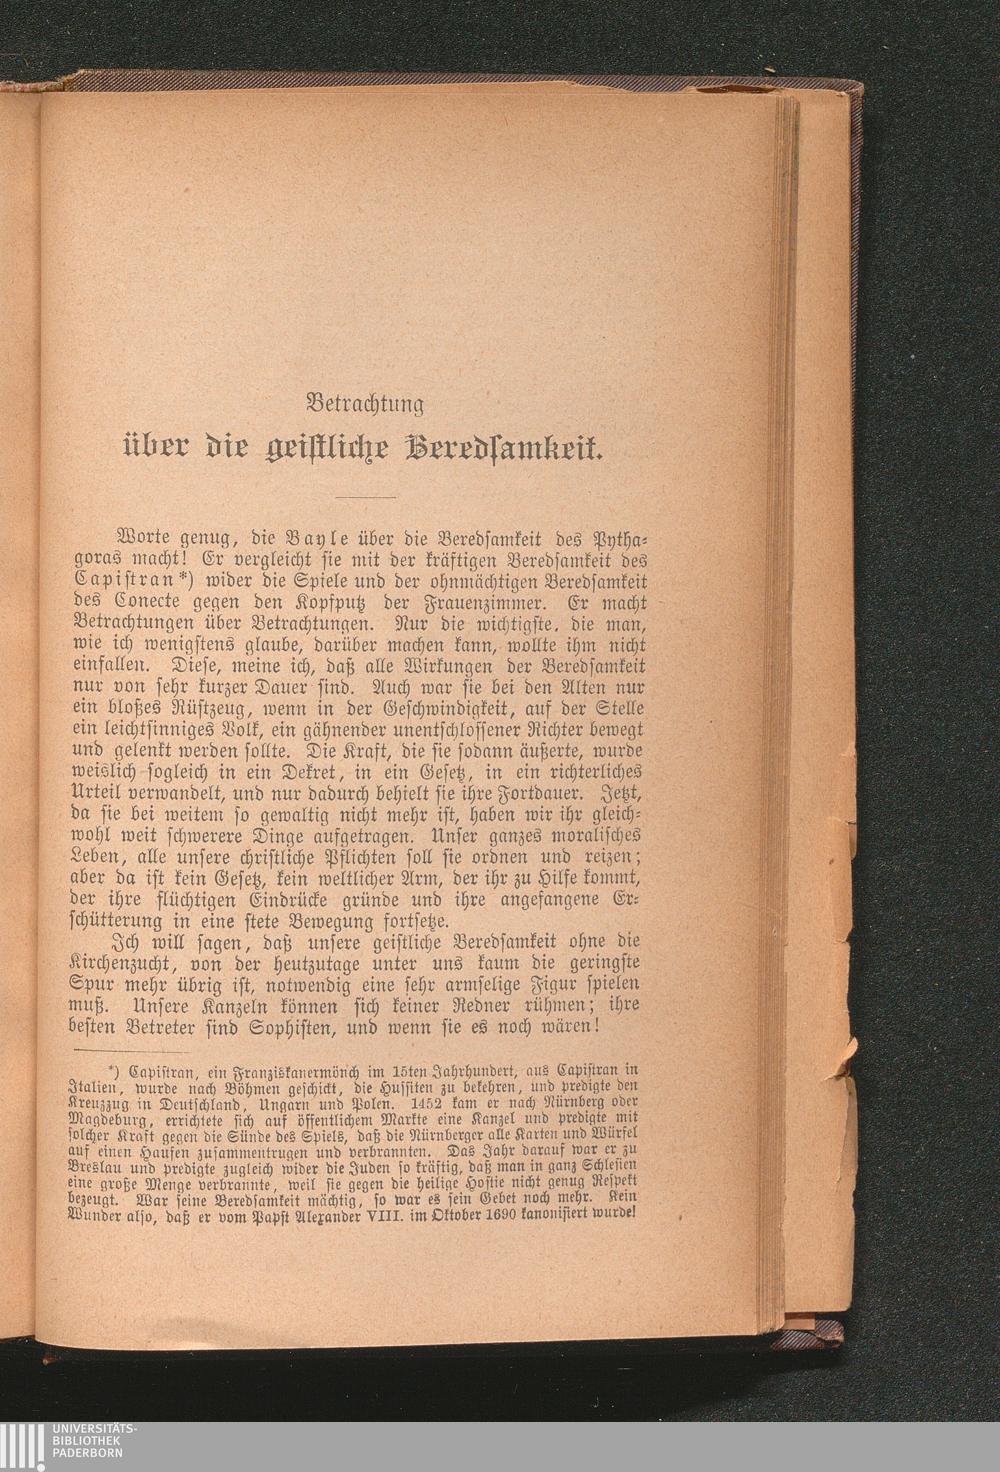 Betrachtung
über die geistliche Beredsamkeit.
Worte genug, die Bayle über die Beredsamkeit des Pytha-
goras macht! Er vergleicht sie mit der kräftigen Beredsamkeit des
Capistran*) wider die Spiele und der ohnmächtigen Beredsamkeit
des Conecte gegen den Kopfputz der Frauenzimmer. Er macht
Betrachtungen über Betrachtungen. Nur die wichtigste, die man,
wie ich wenigstens glaube, darüber machen kann, wollte ihm nicht
einfallen. Diese, meine ich, daß alle Wirkungen der Beredsamkeit
nur von sehr kurzer Dauer sind. Auch war sie bei den Alten nur
ein bloßes Rüstzeug, wenn in der Geschwindigkeit, auf der Stelle
ein leichtsinniges Volk, ein gähnender unentschlossener Richter bewegt
und gelenkt werden sollte. Die Kraft, die sie sodann äußerte, wurde
weislich sogleich in ein Dekret, in ein Gesetz, in ein richterliches
Urteil verwandelt, und nur dadurch behielt sie ihre Fortdauer. Jetzt,
da sie bei weitem so gewaltig nicht mehr ist, haben wir ihr gleich-
wohl weit schwerere Dinge aufgetragen. Unser ganzes moralisches
Leben, alle unsere christliche Pflichten soll sie ordnen und reizen;
aber da ist kein Gesetz, kein weltlicher Arm, der ihr zu Hilfe kommt,
der ihre flüchtigen Eindrücke gründe und ihre angefangene Er-
schütterung in eine stete Bewegung fortsetze.
Ich will sagen, daß unsere geistliche Beredsamkeit ohne die
Kirchenzucht, von der heutzutage unter uns kaum die geringste
Spur mehr übrig ist, notwendig eine sehr armselige Figur spielen
muß. Unsere Kanzeln können sich keiner Redner rühmen; ihre
besten Betreter sind Sophisten, und wenn sie es noch wären!
*) Capistran, ein Franziskanermönch im 15ten Jahrhundert, aus Capistran in
Italien, wurde nach Böhmen geschickt, die Hussiten zu bekehren, und predigte den
Kreuzzug in Deutschland, Ungarn und Polen. 1452 kam er nach Nürnberg oder
Magdeburg, errichtete sich auf öffentlichem Markte eine Kanzel und predigte mit
solcher Kraft gegen die Sünde des Spiels, daß die Nürnberger alle Karten und Würfel
auf einen Haufen zusammentrugen und verbrannten. Das Jahr darauf war er zu
Breslau und predigte zugleich wider die Juden so kräftig, daß man in ganz Schlesien
eine große Menge verbrannte, weil sie gegen die heilige Hostie nicht genug Respekt
bezeugt. War seine Beredsamkeit mächtig, so war es sein Gebet noch mehr. Kein
Wunder also, daß er vom Papst Alexander VIII. im Oktober 1690 kanonisiert wurde!
UNIVERSITÄTS-
BIBLIOTHEK
PADERBORN